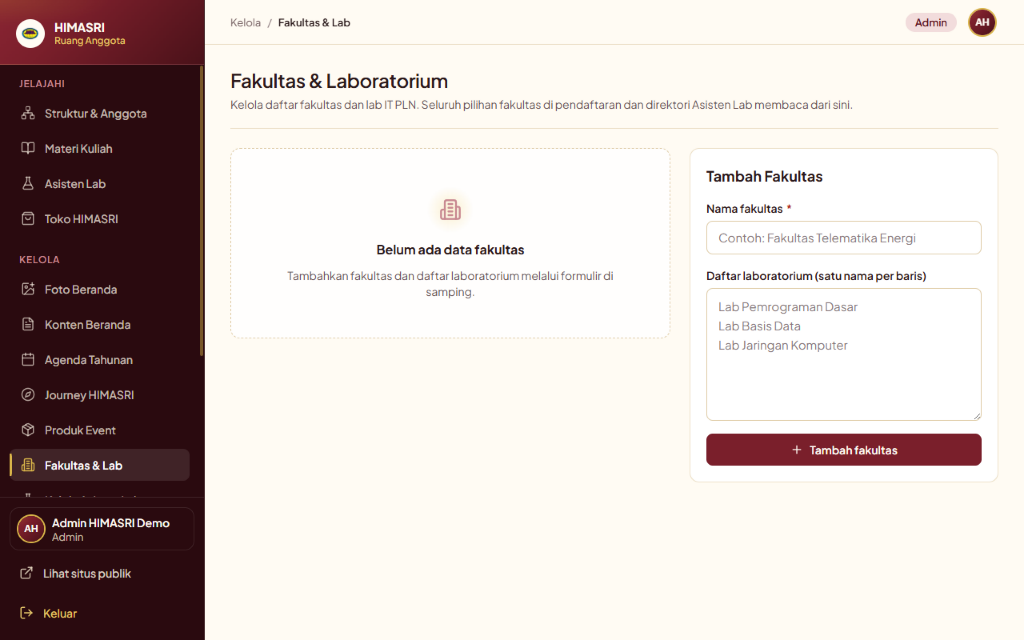 HIMASRI
Ruang Anggota
JELAJAHI
Struktur & Anggota
Materi Kuliah
Asisten Lab
Toko HIMASRI
KELOLA
Foto Beranda
Konten Beranda
Agenda Tahunan
Journey HIMASRI
Produk Event
Fakultas & Lab
AH
Admin HIMASRI Demo
Admin
Lihat situs publik
Keluar
Kelola / Fakultas & Lab
Admin
AH
Fakultas & Laboratorium
Kelola daftar fakultas dan lab IT PLN. Seluruh pilihan fakultas di pendaftaran dan direktori Asisten Lab membaca dari sini.
Belum ada data fakultas
Tambahkan fakultas dan daftar laboratorium melalui formulir di
samping.
Tambah Fakultas
Nama fakultas *
Contoh: Fakultas Telematika Energi
Daftar laboratorium (satu nama per baris)
Lab Pemrograman Dasar
Lab Basis Data
Lab Jaringan Komputer
+ Tambah fakultas